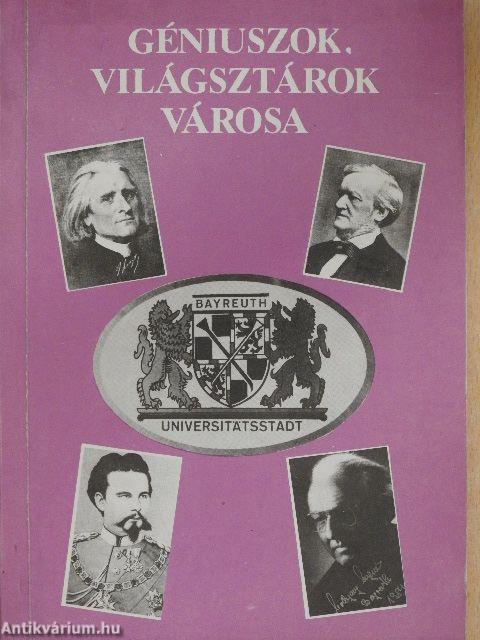 GÉNIUSZOK,
VILÁGSZTÁROK
VÁROSA
BAYREUTH
UNIVERSITÄTSSTADT
Antikvárium.hu